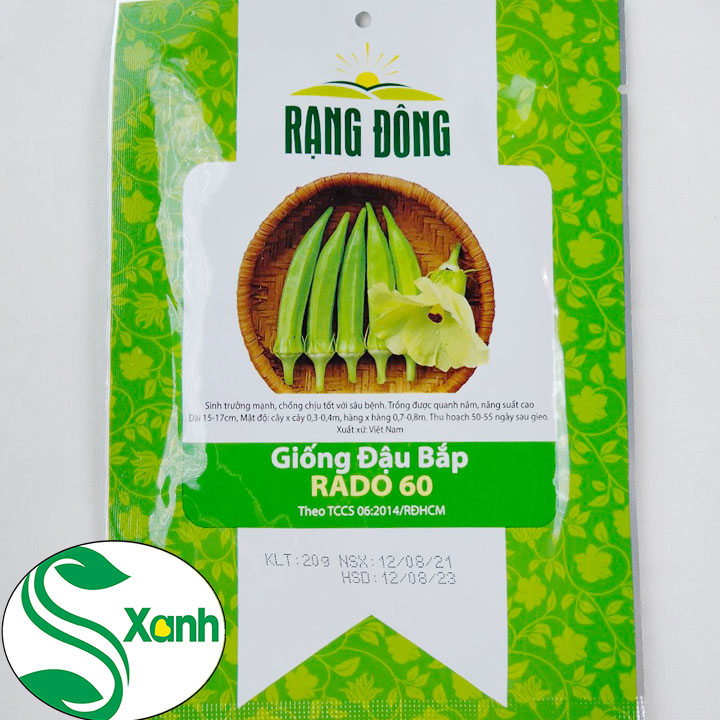 RẠNG ĐÔNG
Sinh trưởng mạnh, chống chịu tốt với sâu bệnh. Trồng được quanh năm, năng suất cao
Dài 15-17cm, Mật độ: cây x cây 0,3-0,4m, hàng x hàng 0,7-0,8m. Thu hoạch 50-55 ngày sau gieo.
Xuất xứ: Việt Nam
Giống Đậu Bắp
RADO 60
Theo TCCS 06:2014/RĐHCM
KLT:20g NSX:12/08/21
HSD:12/08/23
Xanh